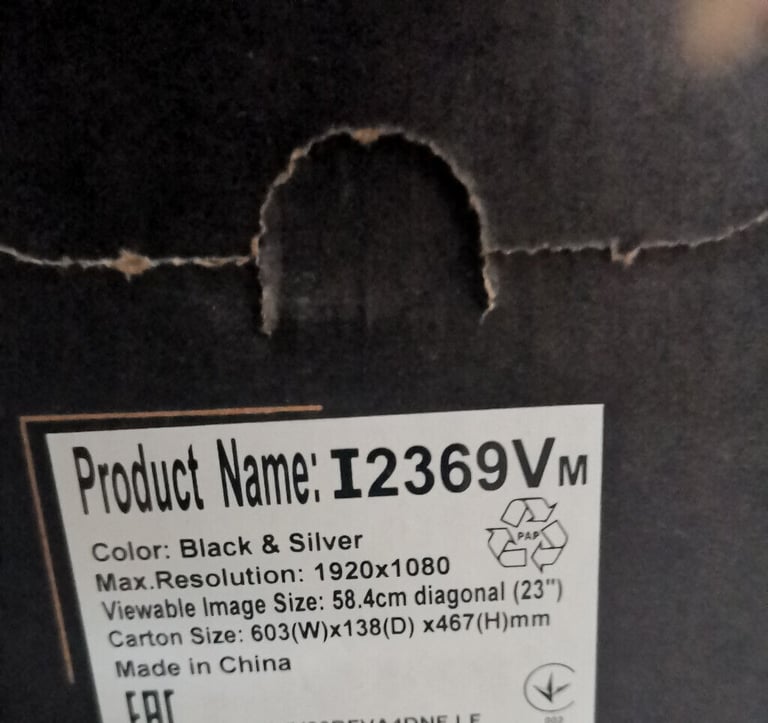 Product Name: I2369VM
PAP
Color: Black & Silver
Max.Resolution: 1920x1080
Viewable Image Size: 58.4cm diagonal (23")
Carton Size: 603(W)x138(D) x467(H)mm
Made in China
EAC
002